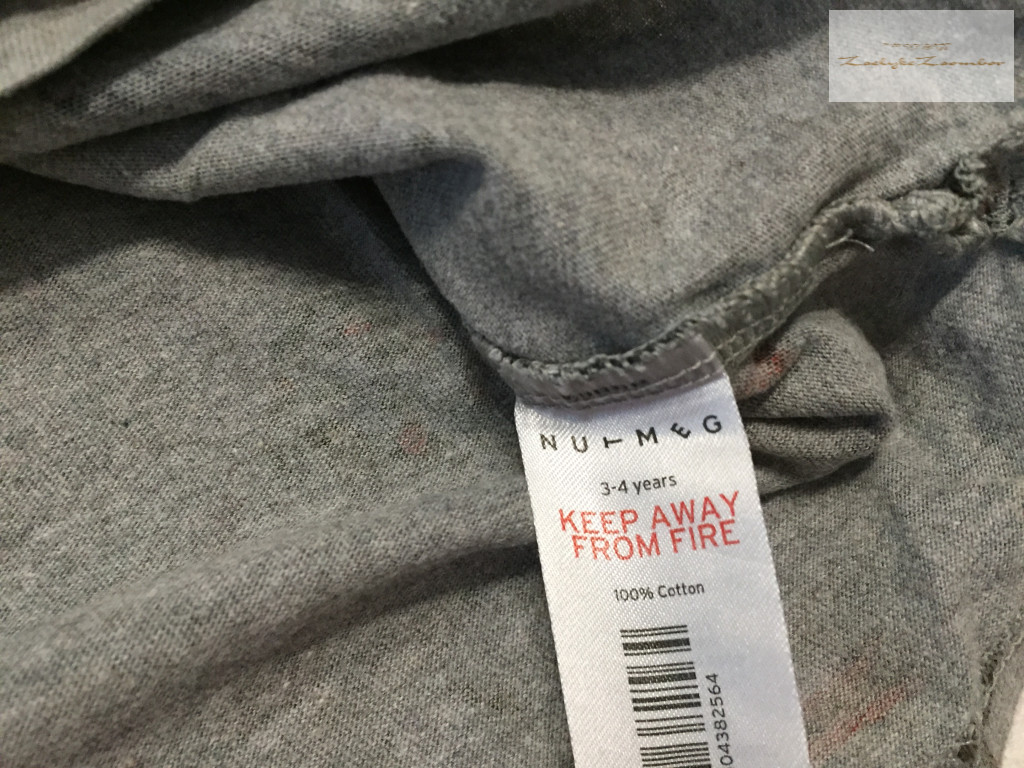 NUTMEG
3-4 years
KEEP AWAY
FROM FIRE
100% Cotton
04382564